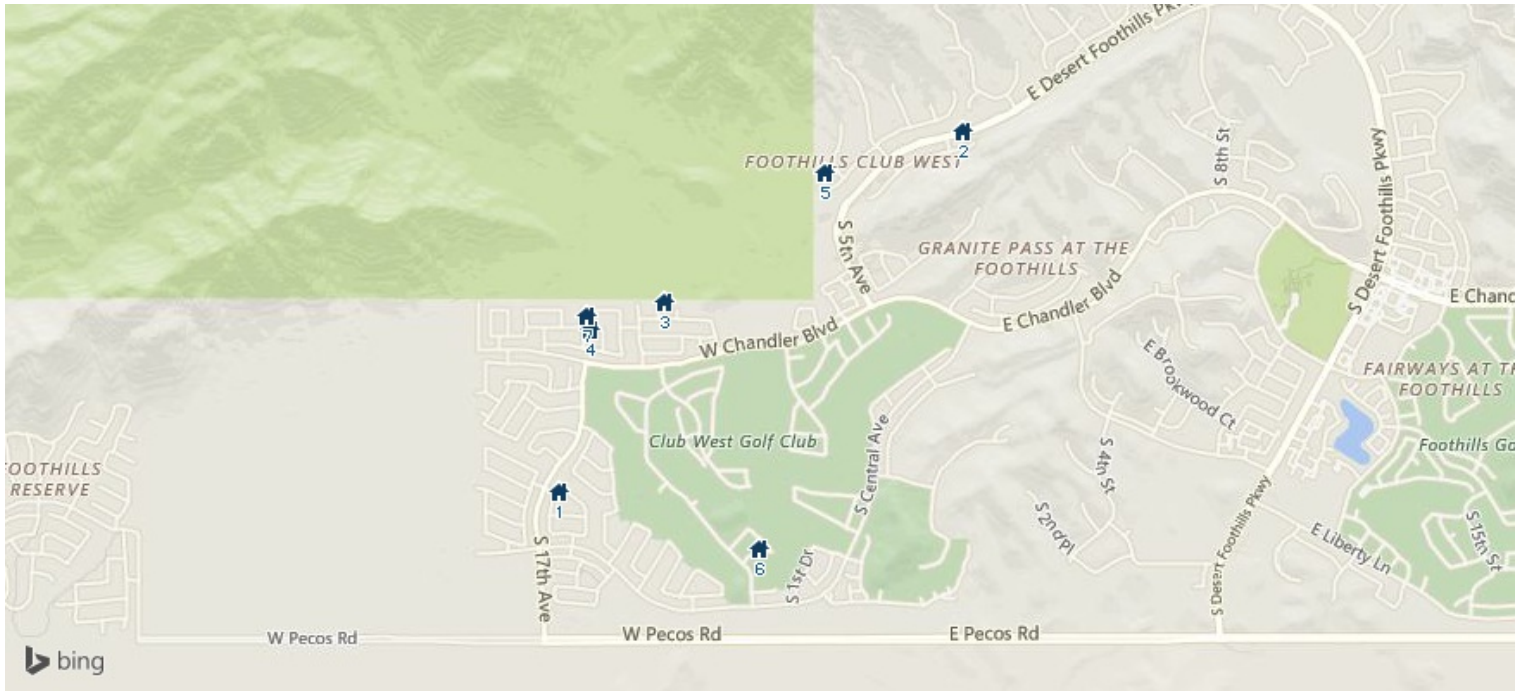 E Desert Foothills Pkwy
2
FOOTHILLS CLUB WEST
5
S 8th St
S Desert Foothills Pkwy
S 5th Ave
GRANITE PASS AT THE
FOOTHILLS
E Chandler Blvd
E Chand
3
7
4
W Chandler Blvd
E Brookwood Ct
FAIRWAYS AT TH
FOOTHILLS
Club West Golf Club
Foothills Go
S Central Ave
S 4th St
FOOTHILLS
RESERVE
1
S 2nd Pl
S Desert Foothills Pkwy
S 15th St
E Liberty Ln
S 17th Ave
6
S 1st Dr
W Pecos Rd
W Pecos Rd
E Pecos Rd
bing